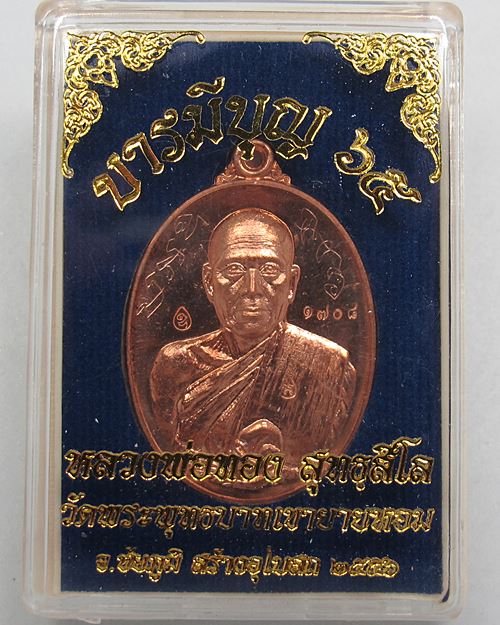 บารมีบุญ ๖๕
๑๗๐๘
หลวงพ่อทอง สุทธสีโล
วัดพระพุทธบาทเขายายหอม
จ.ชัยภูมิ สร้างอุโบสถ ๒๕๕๖